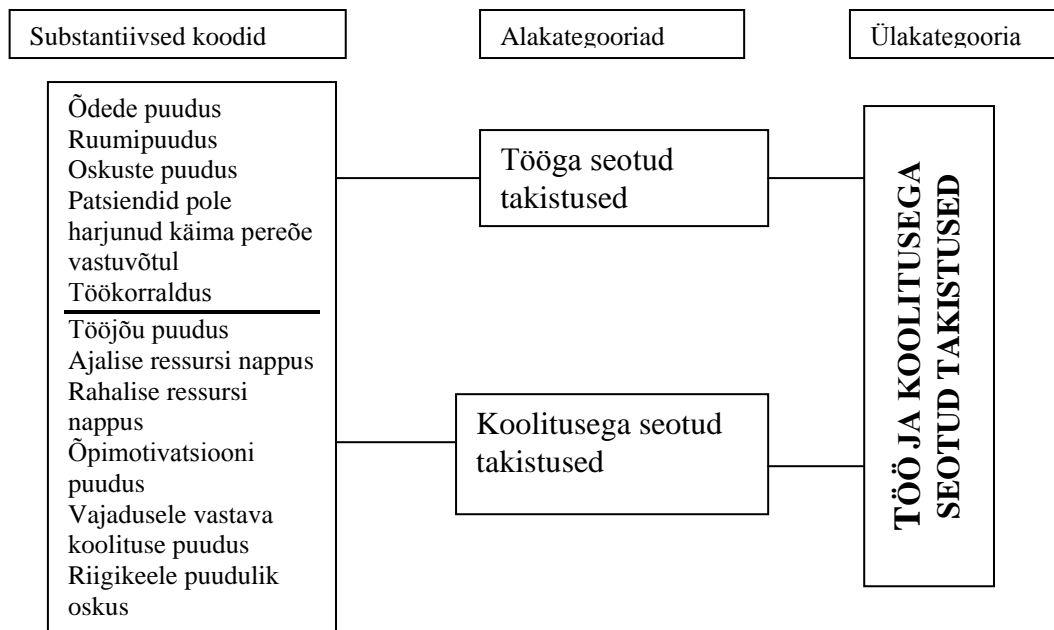 Substantiivsed koodid
Alakategooriad
Ülakategooria
Õdede puudus
Ruumipuudus
Oskuste puudus
Patsiendid pole
harjunud käima pereõe
vastuvõtul
Töökorraldus
Tööjõu puudus
Ajalise ressursi nappus
Rahalise ressursi
nappus
Õpimotivatsiooni
puudus
Vajadusele vastava
koolituse puudus
Riigikeele puudulik
oskus
Tööga seotud
takistused
Koolitusega seotud
takistused
TÖÖ JA KOOLITUSEGA
SEOTUD TAKISTUSED